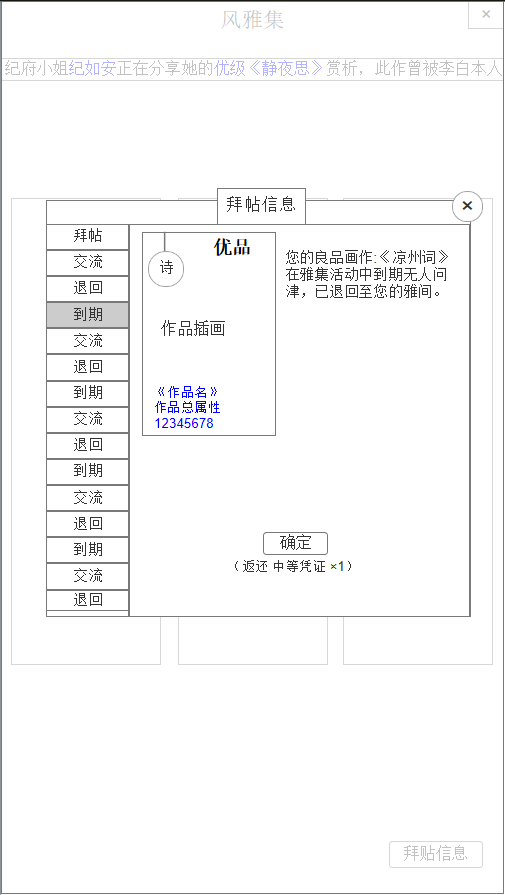 风雅集
×
纪府小姐纪如安正在分享她的优级《静夜思》赏析，此作曾被李白本人
拜帖信息
×
拜帖
交流
退回
到期
交流
退回
到期
交流
退回
到期
交流
退回
到期
交流
退回
优品
诗
作品插画
《作品名》
作品总属性
12345678
您的良品画作:《凉州词》
在雅集活动中到期无人问
津，已退回至您的雅间。
确定
（返还 中等凭证 ×1）
拜贴信息